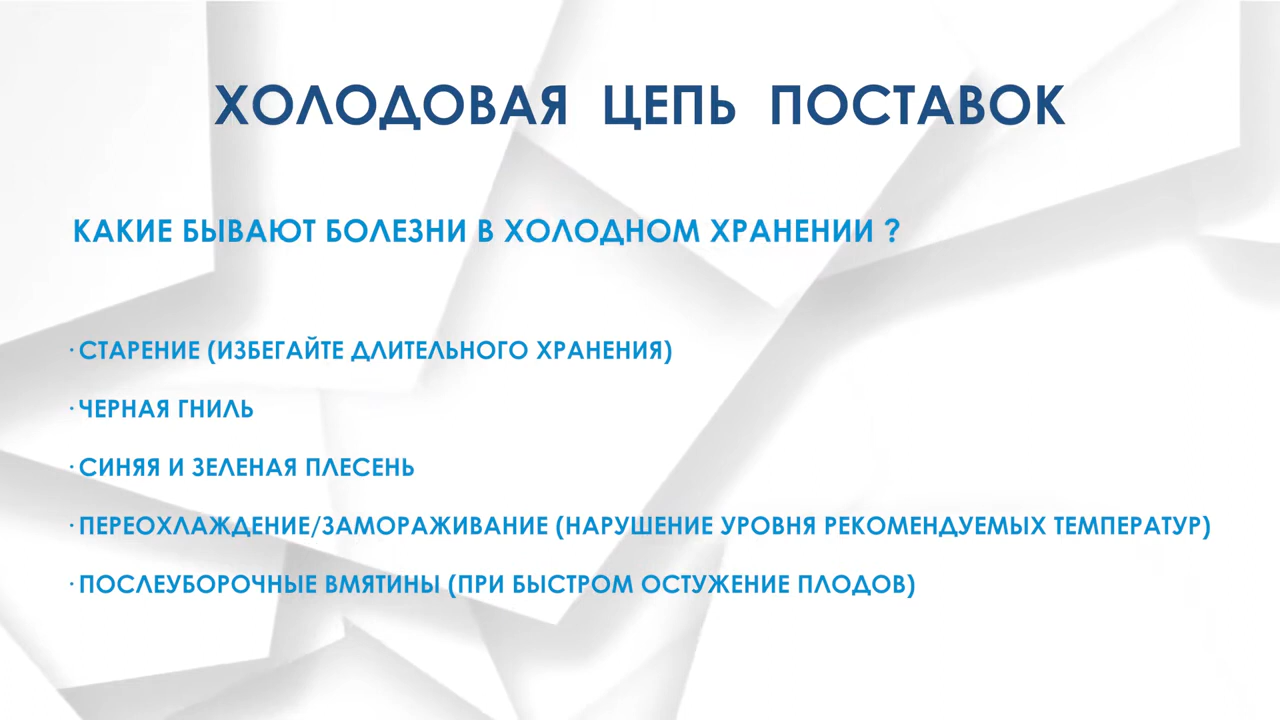 ХОЛОДОВАЯ ЦЕПЬ ПОСТАВОК
КАКИЕ БЫВАЮТ БОЛЕЗНИ В ХОЛОДНОМ ХРАНЕНИИ ?
· СТАРЕНИЕ (ИЗБЕГАЙТЕ ДЛИТЕЛЬНОГО ХРАНЕНИЯ)
· ЧЕРНАЯ ГНИЛЬ
· СИНЯЯ И ЗЕЛЕНАЯ ПЛЕСЕНЬ
· ПЕРЕОХЛАЖДЕНИЕ/ЗАМОРАЖИВАНИЕ (НАРУШЕНИЕ УРОВНЯ РЕКОМЕНДУЕМЫХ ТЕМПЕРАТУР)
· ПОСЛЕУБОРОЧНЫЕ ВМЯТИНЫ (ПРИ БЫСТРОМ ОСТУЖЕНИЕ ПЛОДОВ)